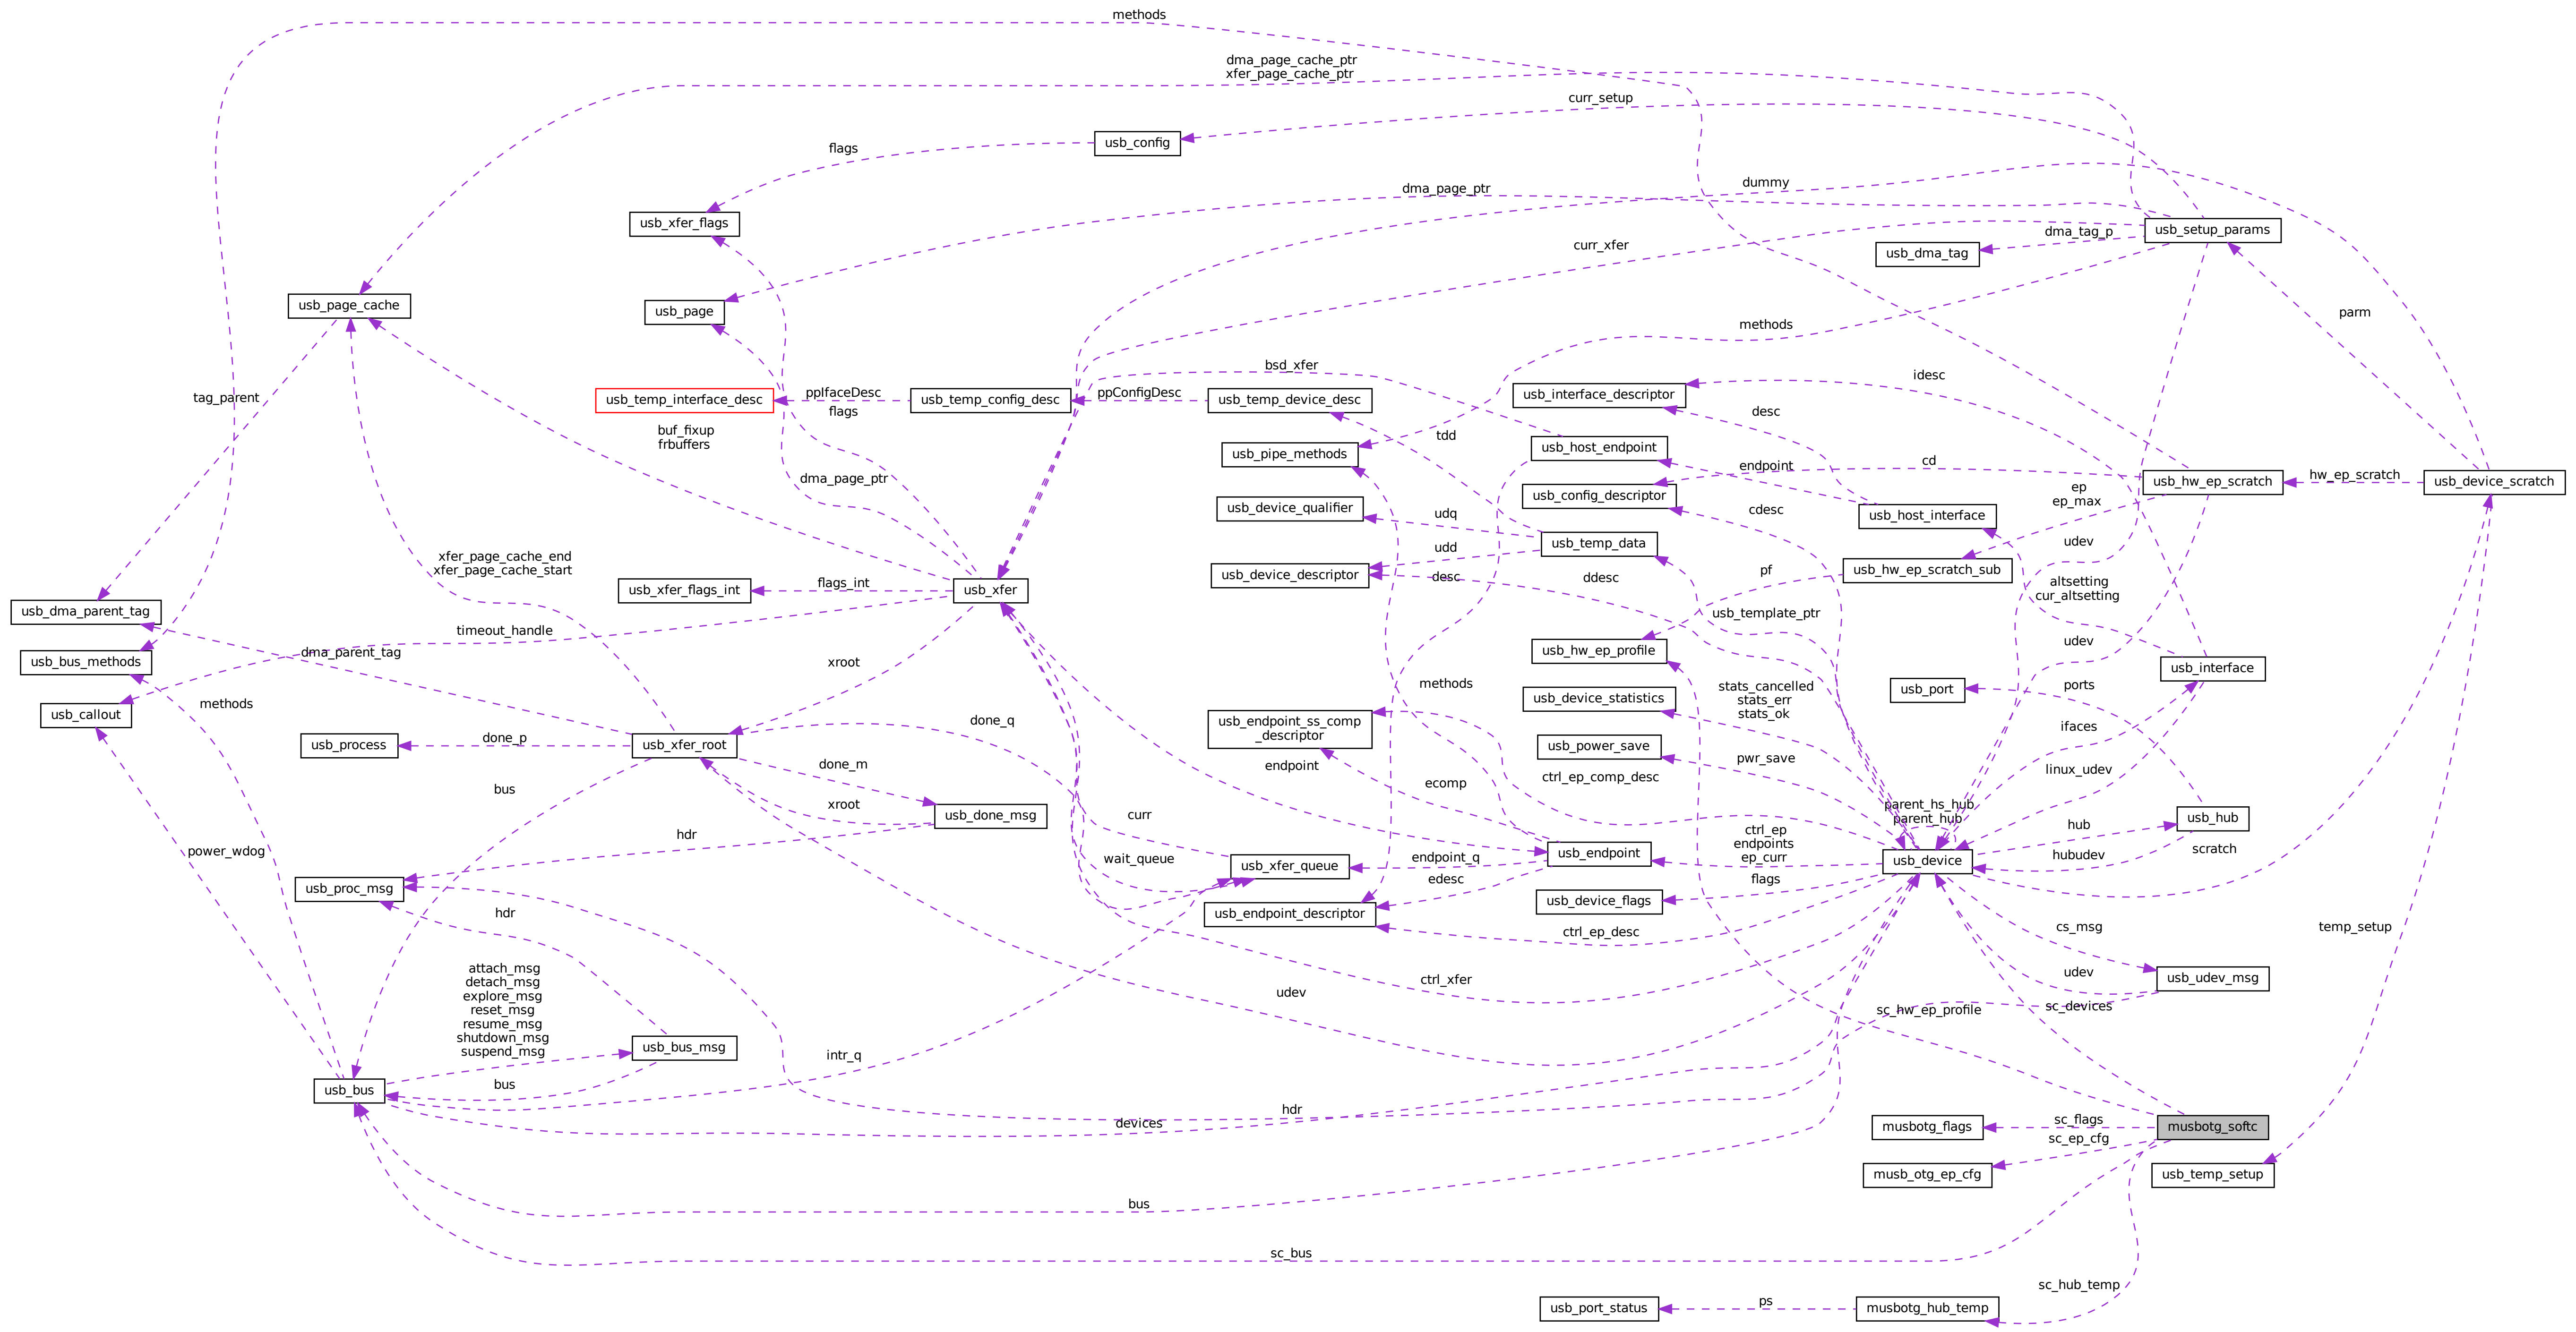 methods
dma_page_cache_ptr
xfer_page_cache_ptr
curr_setup
usb_config
flags
dummy
dma_page_ptr
usb_xfer_flags
usb_setup_params
dma_tag_p
curr_xfer
usb_dma_tag
usb_page_cache
usb_page
parm
methods
bsd_xfer
idesc
ppIfaceDesc
ppConfigDesc
usb_temp_interface_desc
usb_temp_config_desc
usb_temp_device_desc
usb_interface_descriptor
tag_parent
flags
desc
buf_fixup
frbuffers
tdd
usb_host_endpoint
usb_pipe_methods
cd
endpoint
hw_ep_scratch
dma_page_ptr
usb_hw_ep_scratch
usb_device_scratch
ep
ep_max
usb_config_descriptor
usb_device_qualifier
udq
cdesc
usb_host_interface
usb_temp_data
udev
xfer_page_cache_end
xfer_page_cache_start
udd
usb_device_descriptor
desc
ddesc
pf
usb_hw_ep_scratch_sub
flags_int
usb_xfer_flags_int
usb_xfer
altsetting
cur_altsetting
usb_dma_parent_tag
usb_template_ptr
timeout_handle
udev
dma_parent_tag
usb_hw_ep_profile
usb_bus_methods
xroot
usb_interface
methods
stats_cancelled
stats_err
stats_ok
ports
usb_port
usb_device_statistics
methods
usb_callout
done_q
usb_endpoint_ss_comp
_descriptor
ifaces
done_p
usb_process
usb_xfer_root
usb_power_save
pwr_save
done_m
endpoint
linux_udev
ctrl_ep_comp_desc
ecomp
bus
xroot
usb_done_msg
parent_hs_hub
parent_hub
usb_hub
curr
hub
hdr
ctrl_ep
endpoints
ep_curr
power_wdog
wait_queue
endpoint_q
usb_endpoint
usb_device
hubudev
scratch
usb_xfer_queue
edesc
flags
usb_proc_msg
usb_device_flags
hdr
usb_endpoint_descriptor
ctrl_ep_desc
cs_msg
temp_setup
attach_msg
detach_msg
explore_msg
reset_msg
resume_msg
shutdown_msg
suspend_msg
ctrl_xfer
udev
udev
usb_udev_msg
sc_hw_ep_profile
sc_devices
usb_bus_msg
intr_q
bus
usb_bus
hdr
devices
sc_flags
musbotg_flags
musbotg_softc
sc_ep_cfg
musb_otg_ep_cfg
usb_temp_setup
bus
sc_bus
sc_hub_temp
ps
usb_port_status
musbotg_hub_temp